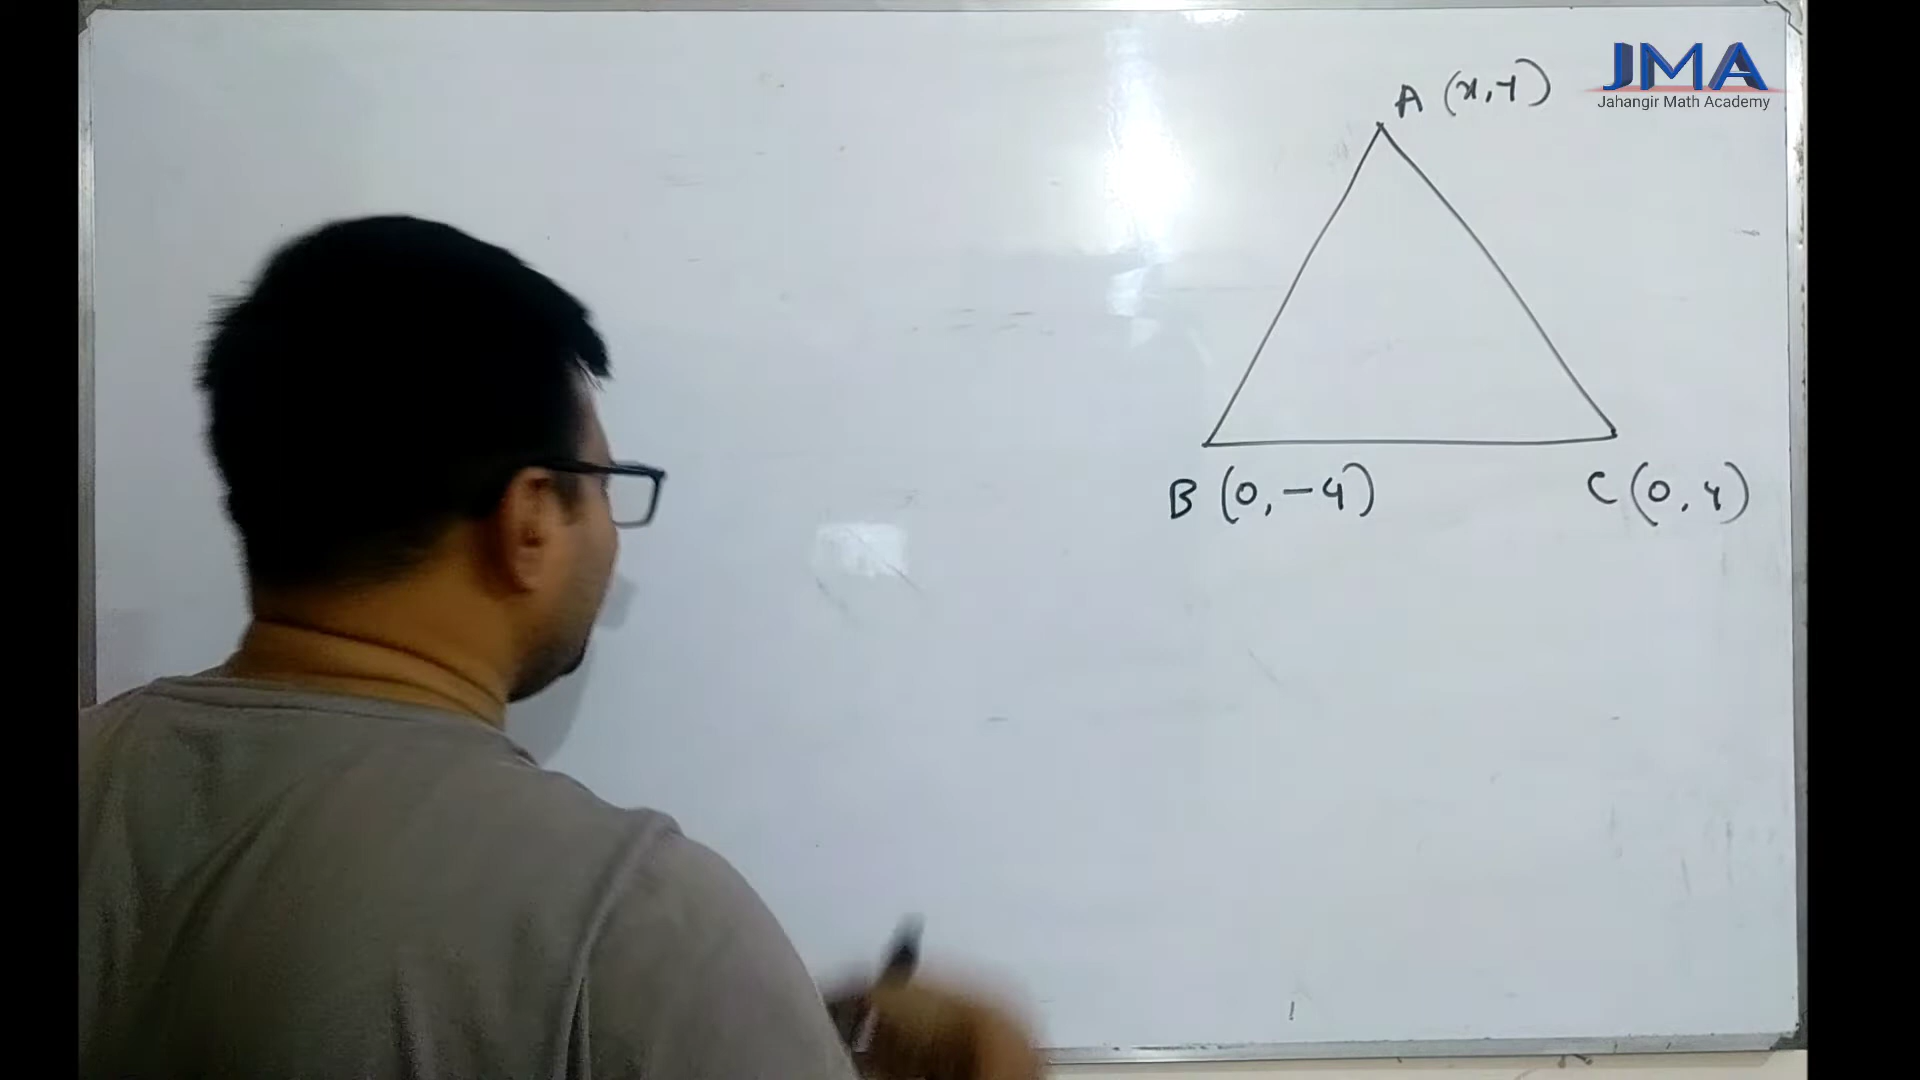 JMA
Jahangir Math Academy
A (x, y)
B (0, -4)
C (0, 4)